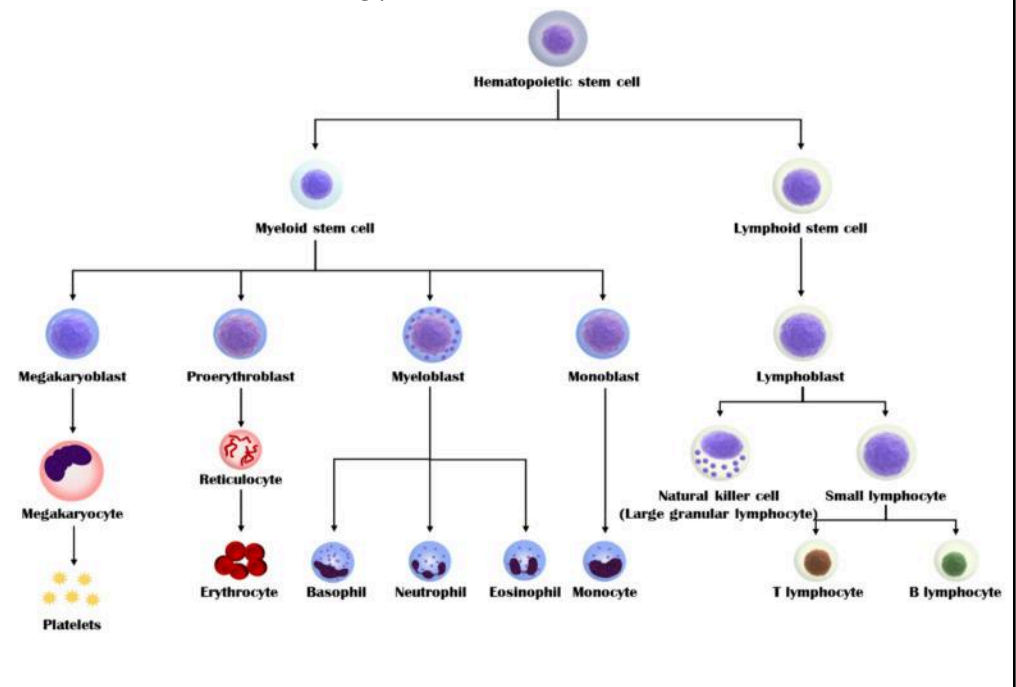 Hematopoietic stem cell
Myeloid stem cell
Lymphoid stem cell
Megakaryoblast
Proerythroblast
Myeloblast
Monoblast
Lymphoblast
Reticulocyte
Megakaryocyte
Natural killer cell
(Large granular lymphocyte)
Small lymphocyte
Erythrocyte
Basophil
Neutrophil
Eosinophil
Monocyte
T lymphocyte
B lymphocyte
Platelets